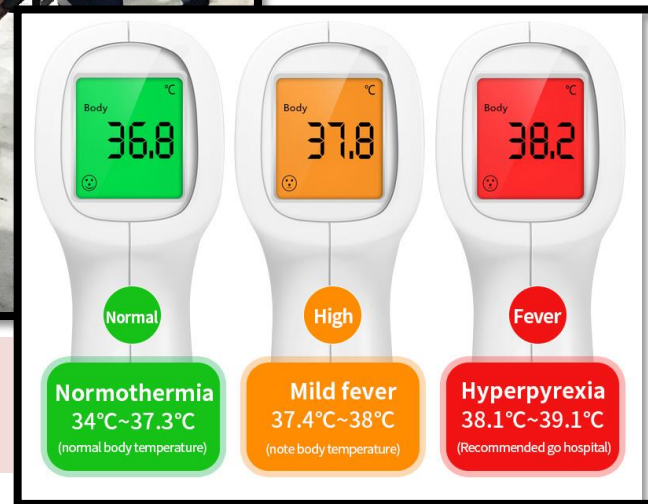 °C
Body
36.8
Normal
Normothermia
34°C~37.3°C
(normal body temperature)
°C
Body
37.8
High
Mild fever
37.4°C~38°C
(note body temperature)
°C
Body
38.2
Fever
Hyperpyrexia
38.1°C~39.1°C
(Recommended go hospital)